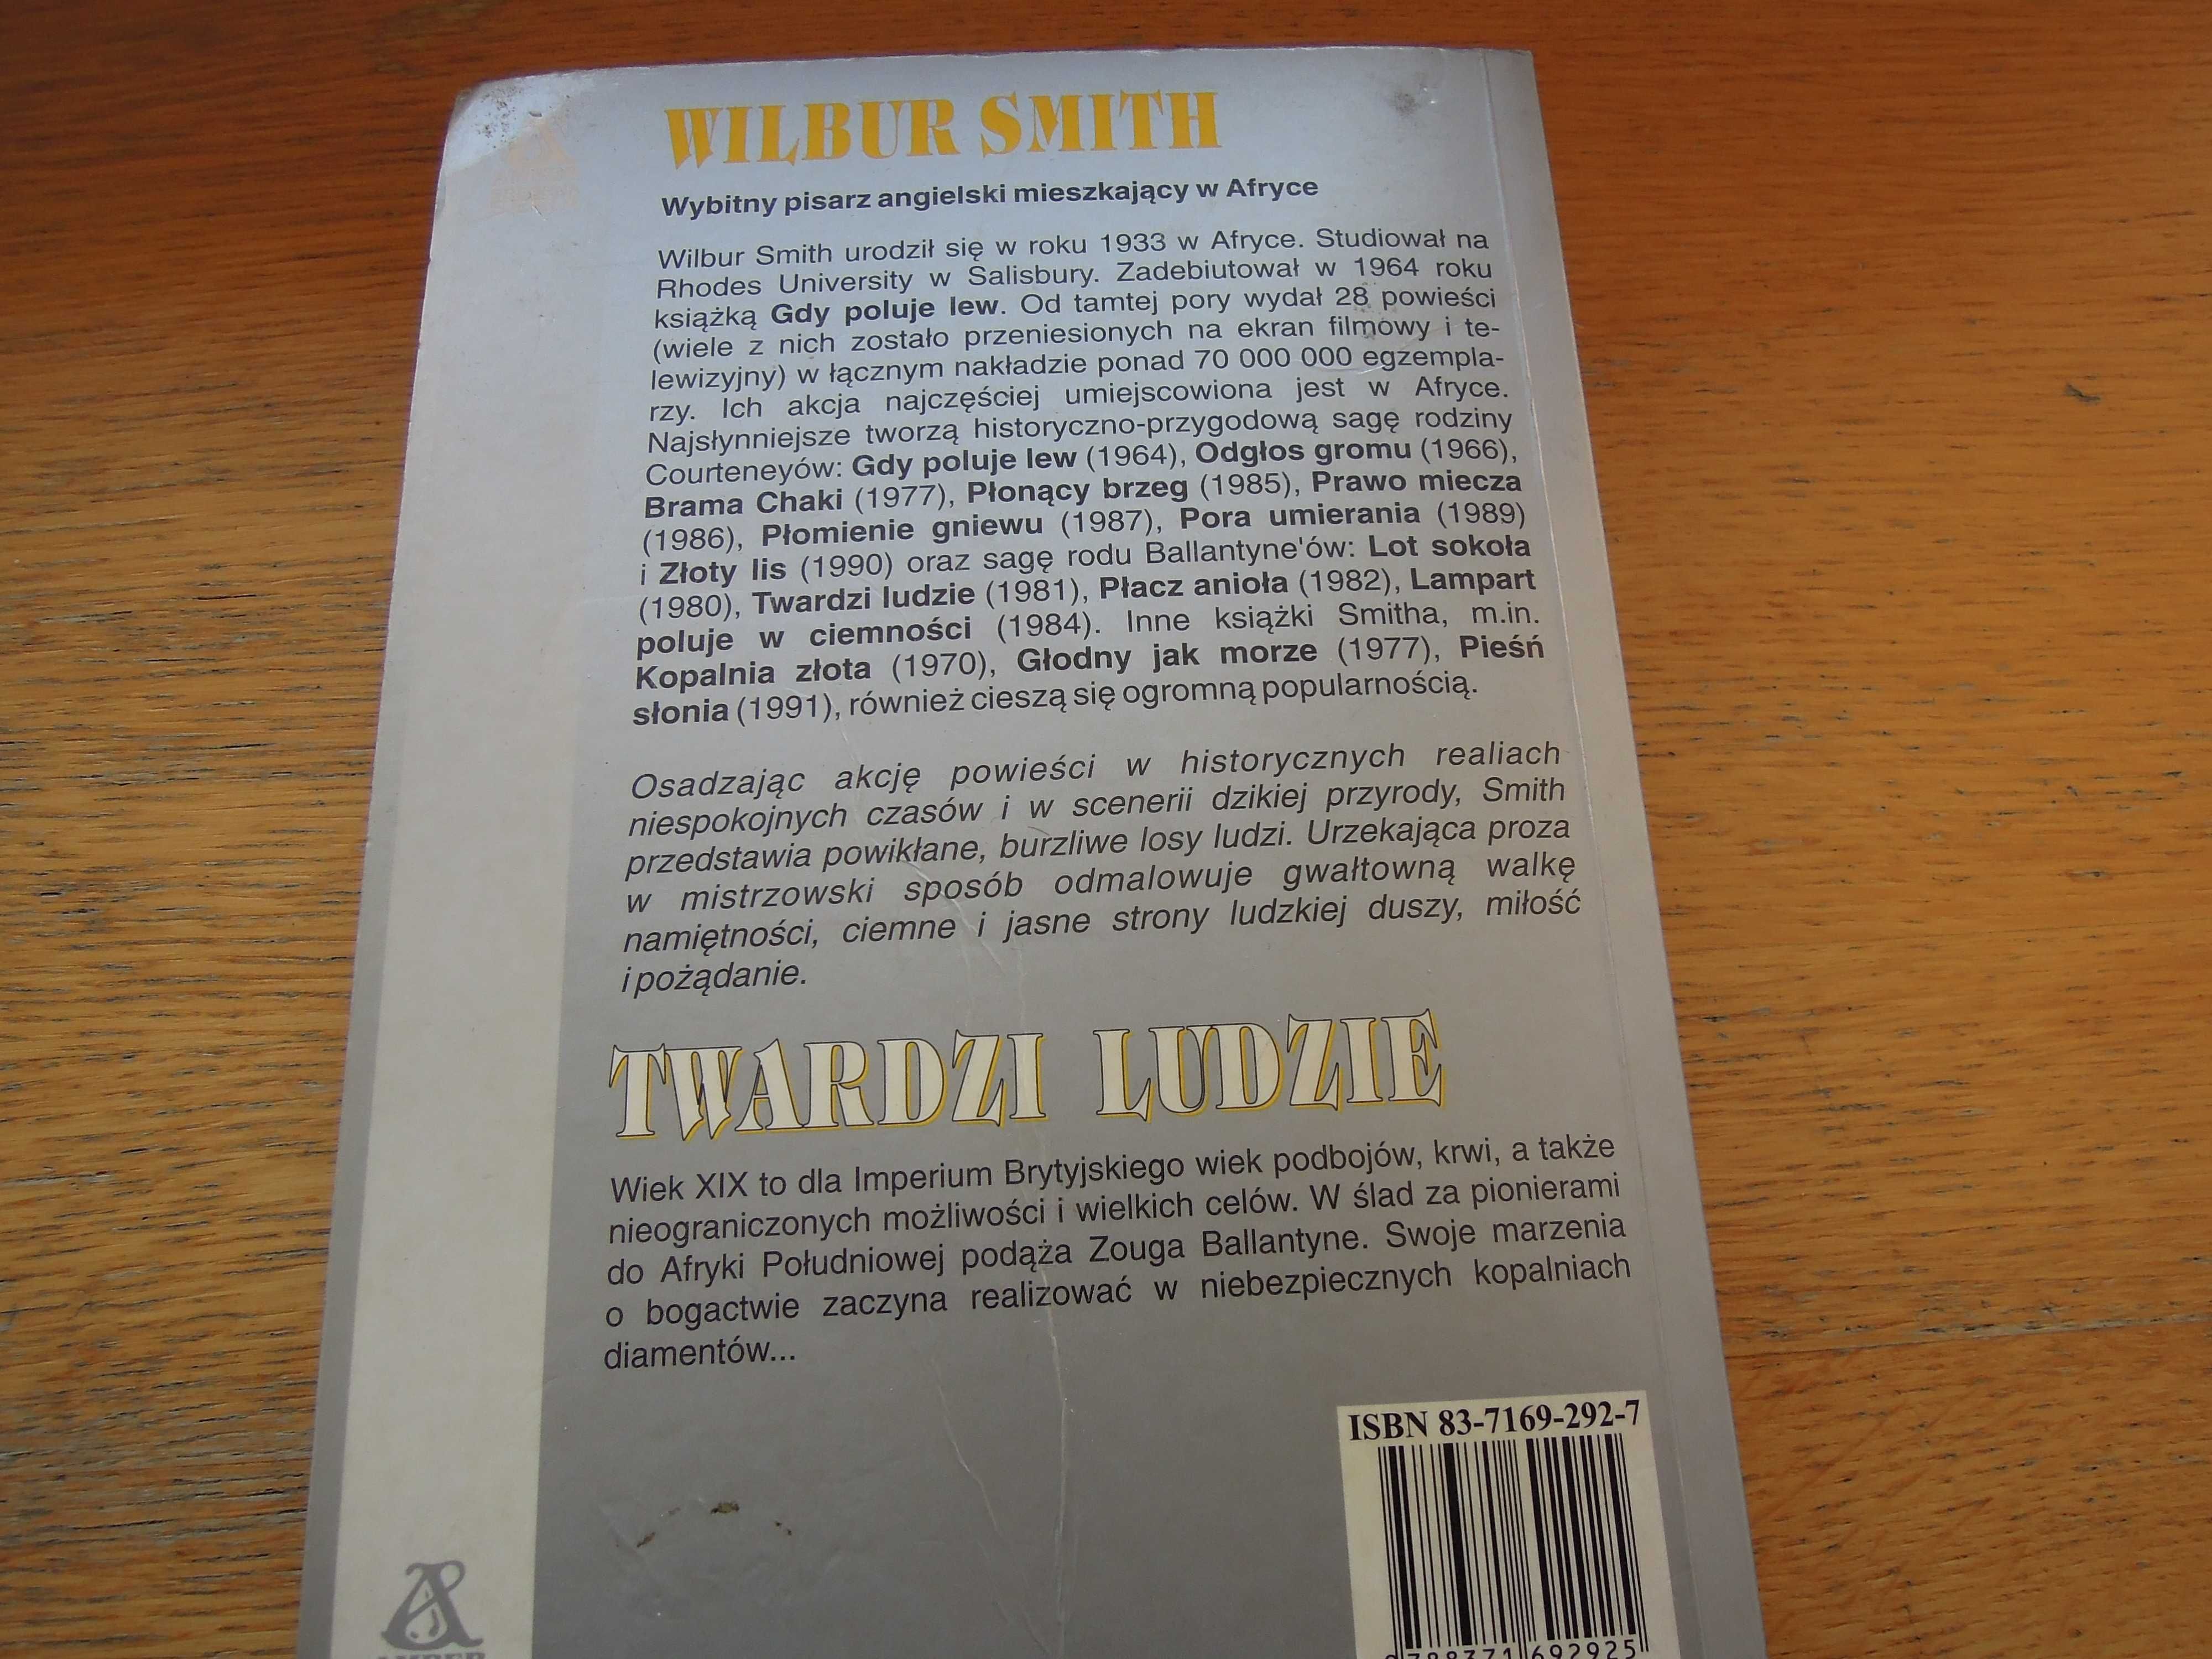 WILBUR SMITH
Wybitny pisarz angielski mieszkający w Afryce
Wilbur Smith urodził się w roku 1933 w Afryce. Studiował na
Rhodes University w Salisbury. Zadebiutował w 1964 roku
książką Gdy poluje lew. Od tamtej pory wydał 28 powieści
(wiele z nich zostało przeniesionych na ekran filmowy i te-
lewizyjny) w łącznym nakładzie ponad 70 000 000 egzempla-
rzy. Ich akcja najczęściej umiejscowiona jest w Afryce.
Najsłynniejsze tworzą historyczno-przygodową sagę rodziny
Courteneyów: Gdy poluje lew (1964), Odgłos gromu (1966),
Brama Chaki (1977), Płonący brzeg (1985), Prawo miecza
(1986), Płomienie gniewu (1987), Pora umierania (1989)
i Złoty lis (1990) oraz sagę rodu Ballantyne'ów: Lot sokoła
(1980), Twardzi ludzie (1981), Płacz anioła (1982), Lampart
poluje w ciemności (1984). Inne książki Smitha, m.in.
Kopalnia złota (1970), Głodny jak morze (1977), Pieśń
słonia (1991), również cieszą się ogromną popularnością.
Osadzając akcję powieści w historycznych realiach
niespokojnych czasów i w scenerii dzikiej przyrody, Smith
przedstawia powikłane, burzliwe losy ludzi. Urzekająca proza
w mistrzowski sposób odmalowuje gwałtowną walkę
namiętności, ciemne i jasne strony ludzkiej duszy, miłość
i pożądanie.
TWARDZI LUDZIE
Wiek XIX to dla Imperium Brytyjskiego wiek podbojów, krwi, a także
nieograniczonych możliwości i wielkich celów. W ślad za pionierami
do Afryki Południowej podąża Zouga Ballantyne. Swoje marzenia
o bogactwie zaczyna realizować w niebezpiecznych kopalniach
diamentów...
ISBN 83-7169-292-7
9 788371 692925